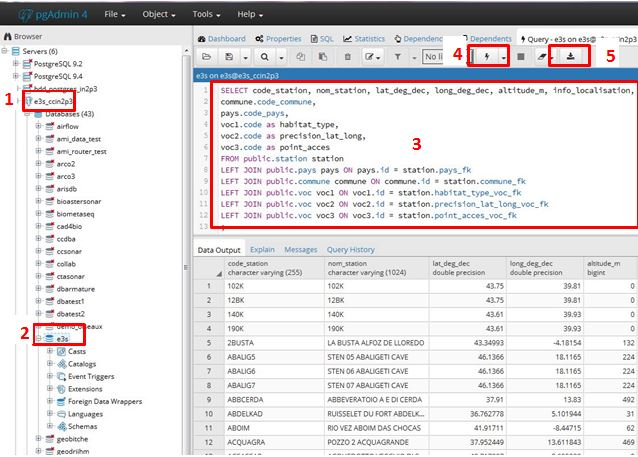 pgAdmin 4 File Object Tools Help
Browser
Dashboard Properties SQL Statistics Dependencies Dependents Query - e3s on e3s@e3s_ccin2p3
Servers (6)
PostgreSQL 9.2
PostgreSQL 9.4
bdd_postgres_in2p3
1 e3s_ccin2p3
Databases (43)
airflow
ami_data_test
ami_router_test
arco2
arco3
arisdb
bioastersonar
biometaseq
cad4bio
ccdba
ccsonar
collab
ctasonar
dbarmature
dbatest1
dbatest2
2 e3s
Casts
Catalogs
Event Triggers
Extensions
Foreign Data Wrappers
Languages
Schemas
geobitche
geodriihm
No li 4 5
e3s on e3s@e3s_ccin2p3
1 SELECT code_station, nom_station, lat_deg_dec, long_deg_dec, altitude_m, info_localisation,
2 commune.code_commune,
3 pays.code_pays,
4 voc1.code as habitat_type,
5 voc2.code as precision_lat_long,
6 voc3.code as point_acces
7 FROM public.station station
8 LEFT JOIN public.pays pays ON pays.id = station.pays_fk
9 LEFT JOIN public.commune commune ON commune.id = station.commune_fk
10 LEFT JOIN public.voc voc1 ON voc1.id = station.habitat_type_voc_fk
11 LEFT JOIN public.voc voc2 ON voc2.id = station.precision_lat_long_voc_fk
12 LEFT JOIN public.voc voc3 ON voc3.id = station.point_acces_voc_fk
13
3
Data Output Explain Messages Query History
code_station character varying (255) nom_station character varying (1024) lat_deg_dec double precision long_deg_dec double precision altitude_m bigint
1 102K 102K 43.75 39.81 0
2 12BK 12BK 43.75 39.81 0
3 140K 140K 43.61 39.93 0
4 190K 190K 43.61 39.93 0
5 2BUSTA LA BUSTA ALFOZ DE LLOREDO 43.34993 -4.18154 132
6 ABALIG5 STEN 05 ABALIGETI CAVE 46.1366 18.1165 224
7 ABALIG6 STEN 06 ABALIGETI CAVE 46.1366 18.1165 224
8 ABALIG7 STEN 07 ABALIGETI CAVE 46.1366 18.1165 224
9 ABBCERDA ABBEVERATOIO A E DI CERDA 37.91 13.83 492
10 ABDELKAD RUISSELET DU FORT ABDELK... 36.762778 5.101944 31
11 ABOIM RIO VEZ ABOIM DAS CHOCAS 41.91711 -8.44715 62
12 ACQUAGRA POZZO 2 ACQUAGRANDE 37.952449 13.611843 469